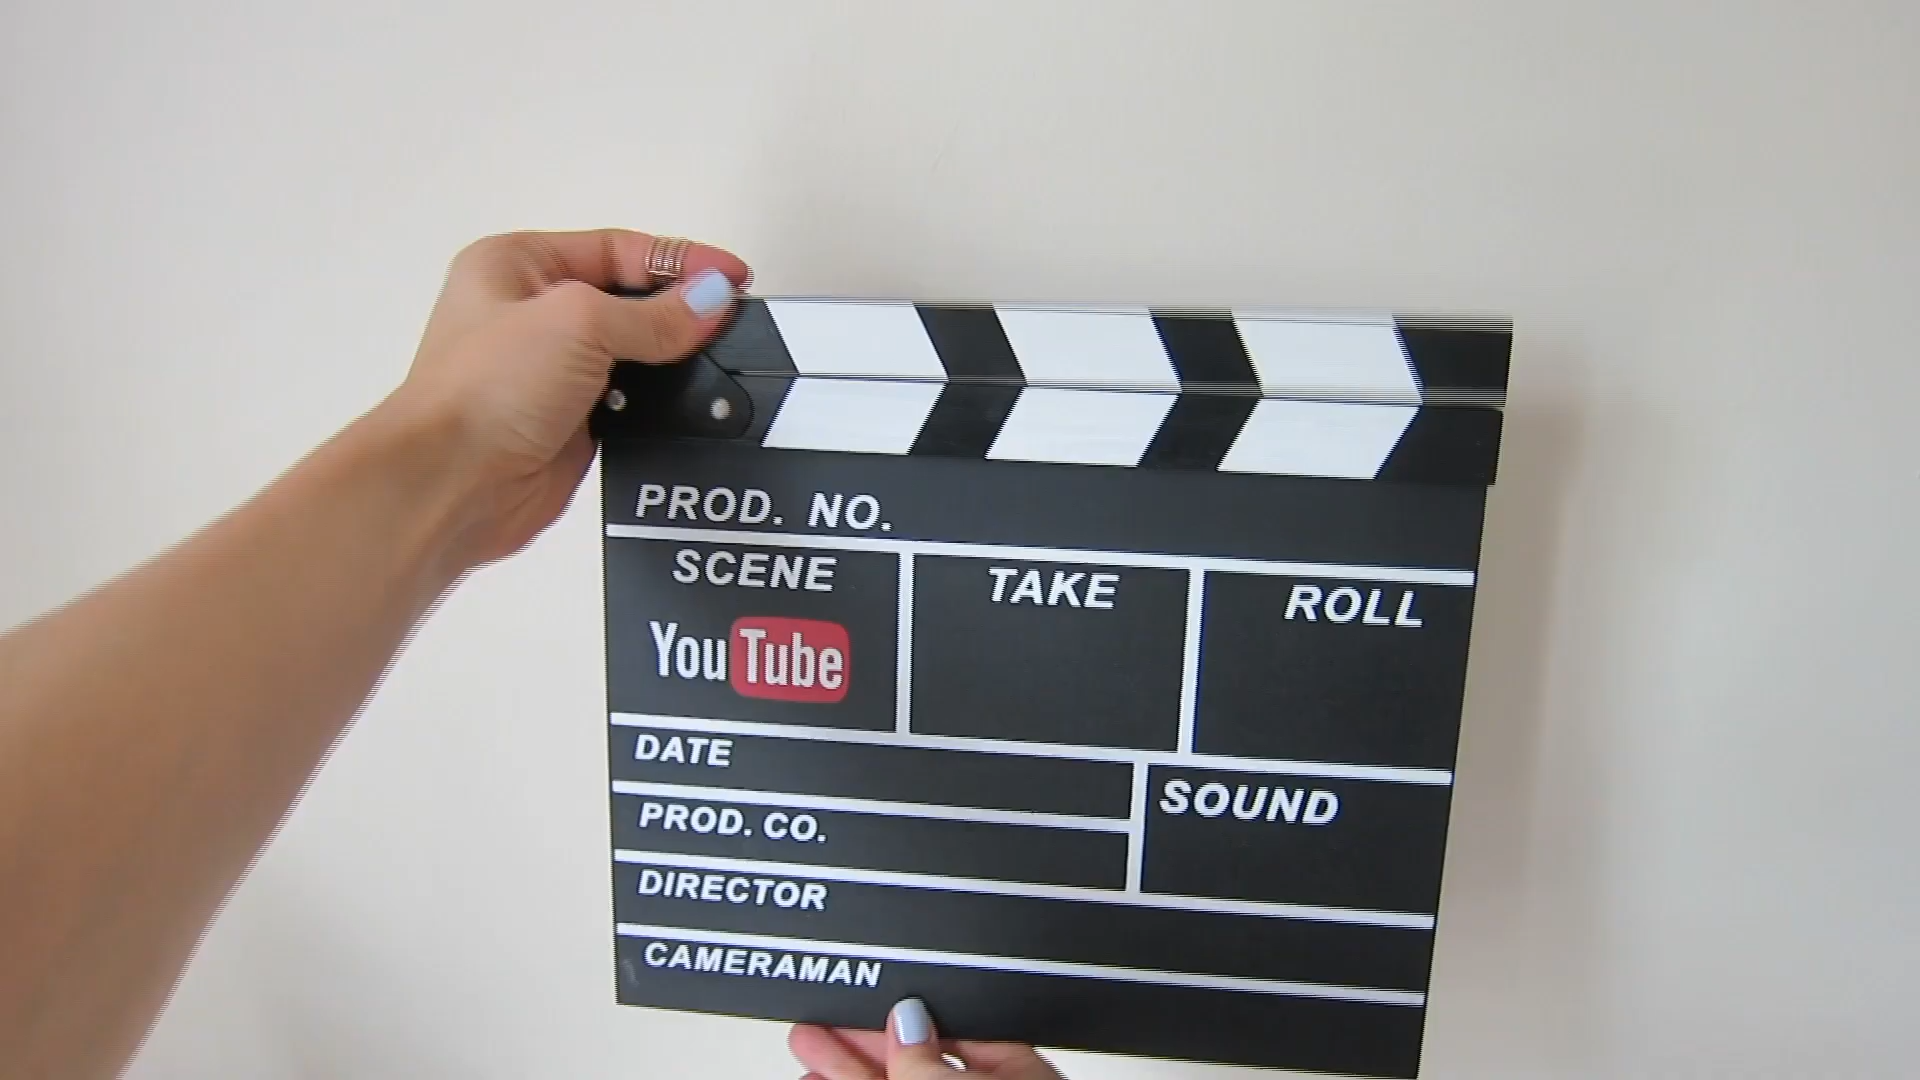 PROD. NO.
SCENE
TAKE
ROLL
YouTube
DATE
SOUND
PROD. CO.
DIRECTOR
CAMERAMAN